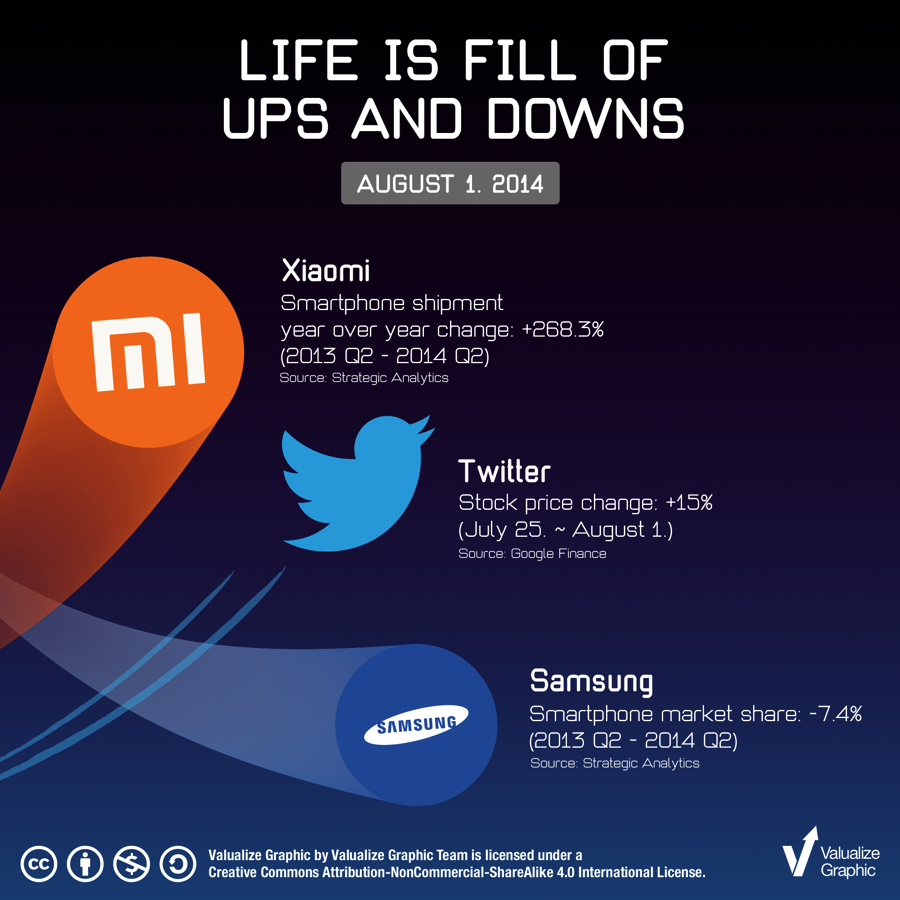 LIFE IS FILL OF
UPS AND DOWNS
AUGUST 1. 2014
MI
Xiaomi
Smartphone shipment
year over year change: +268.3%
(2013 Q2 - 2014 Q2)
Source: Strategic Analytics
Twitter
Stock price change: +15%
(July 25. ~ August 1.)
Source: Google Finance
SAMSUNG
Samsung
Smartphone market share: -7.4%
(2013 Q2 - 2014 Q2)
Source: Strategic Analytics
cc
$
Valualize Graphic by Valualize Graphic Team is licensed under a
Creative Commons Attribution-NonCommercial-ShareAlike 4.0 International License.
Valualize
Graphic